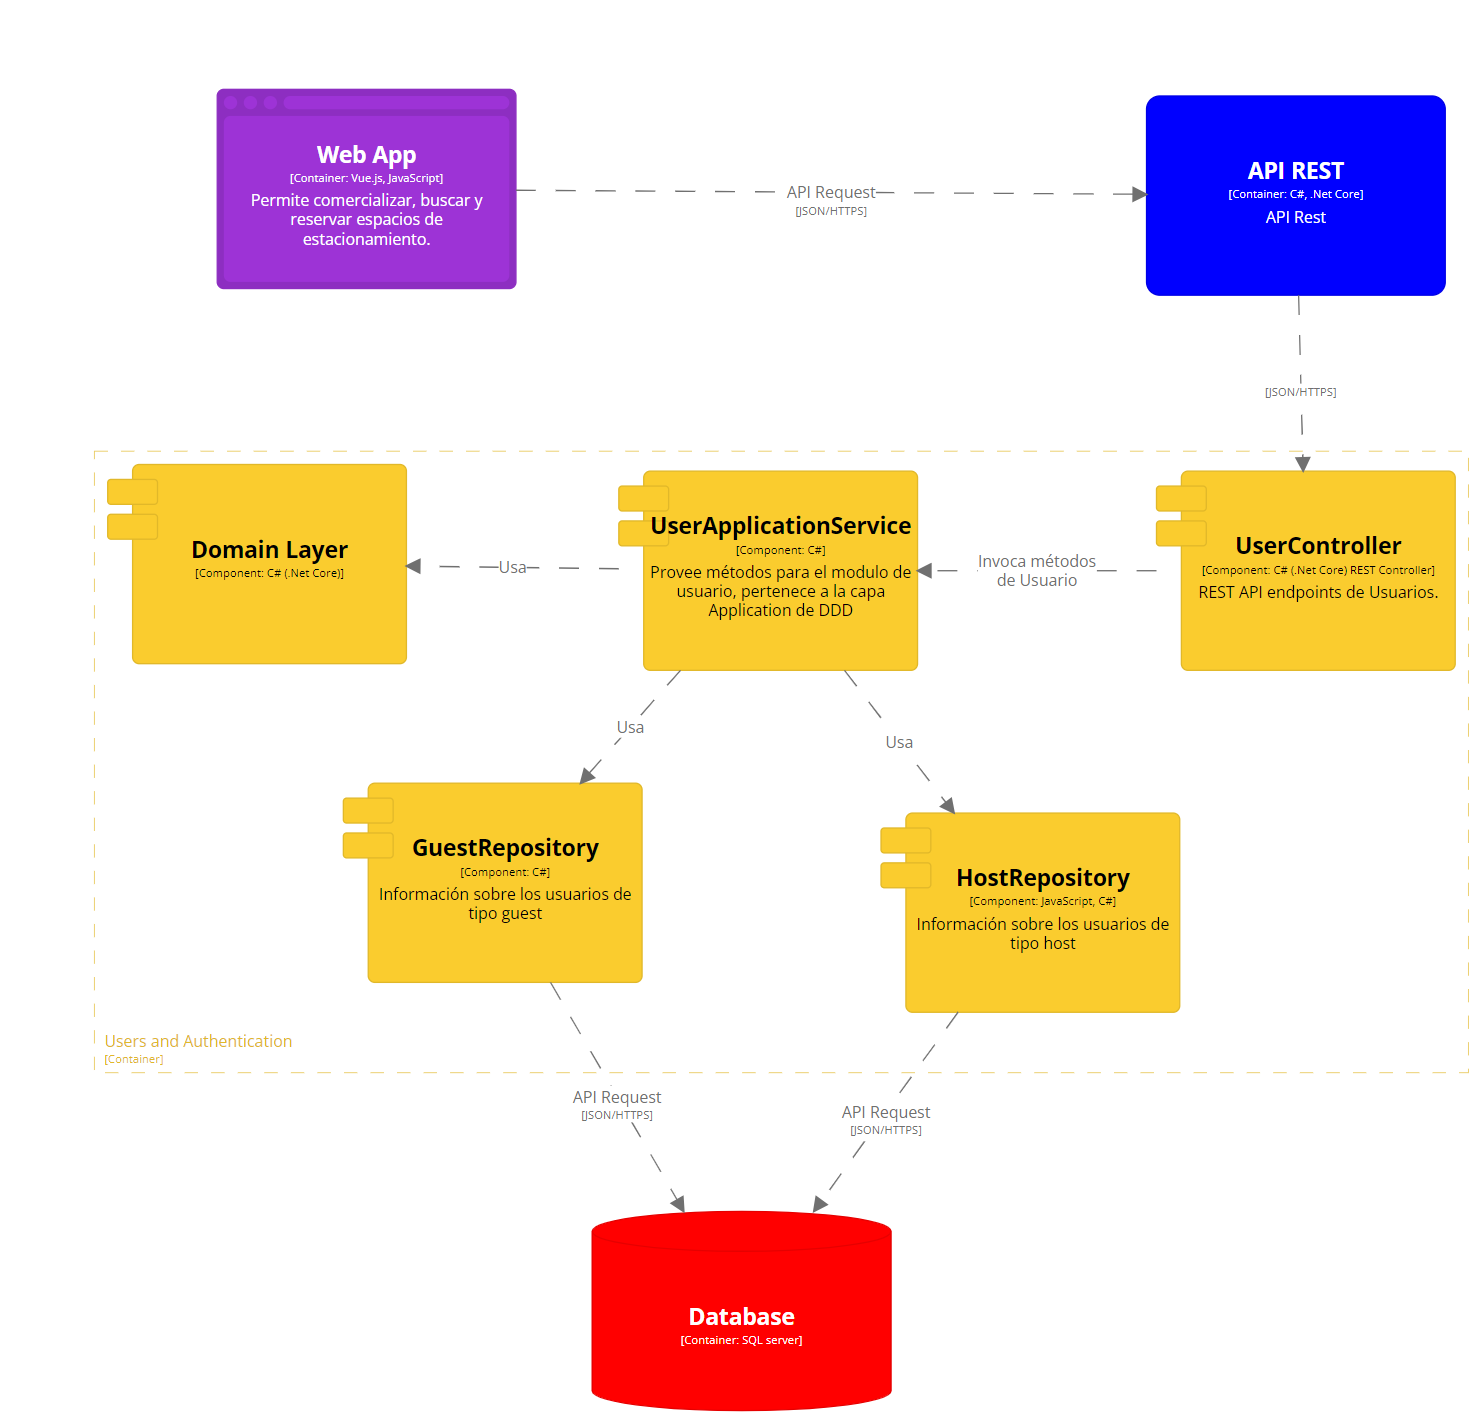 Web App
[Container: Vue.js, JavaScript]
Permite comercializar, buscar y
reservar espacios de
estacionamiento.
API Request
[JSON/HTTPS]
API REST
[Container: C#, .Net Core]
API Rest
[JSON/HTTPS]
Domain Layer
[Component: C# (.Net Core)]
Usa
UserApplicationService
[Component: C#]
Provee métodos para el modulo de
usuario, pertenece a la capa
Application de DDD
Invoca métodos
de Usuario
UserController
[Component: C# (.Net Core) REST Controller]
REST API endpoints de Usuarios.
Usa
Usa
GuestRepository
[Component: C#]
Información sobre los usuarios de
tipo guest
HostRepository
[Component: JavaScript, C#]
Información sobre los usuarios de
tipo host
Users and Authentication
[Container]
API Request
[JSON/HTTPS]
API Request
[JSON/HTTPS]
Database
[Container: SQL server]